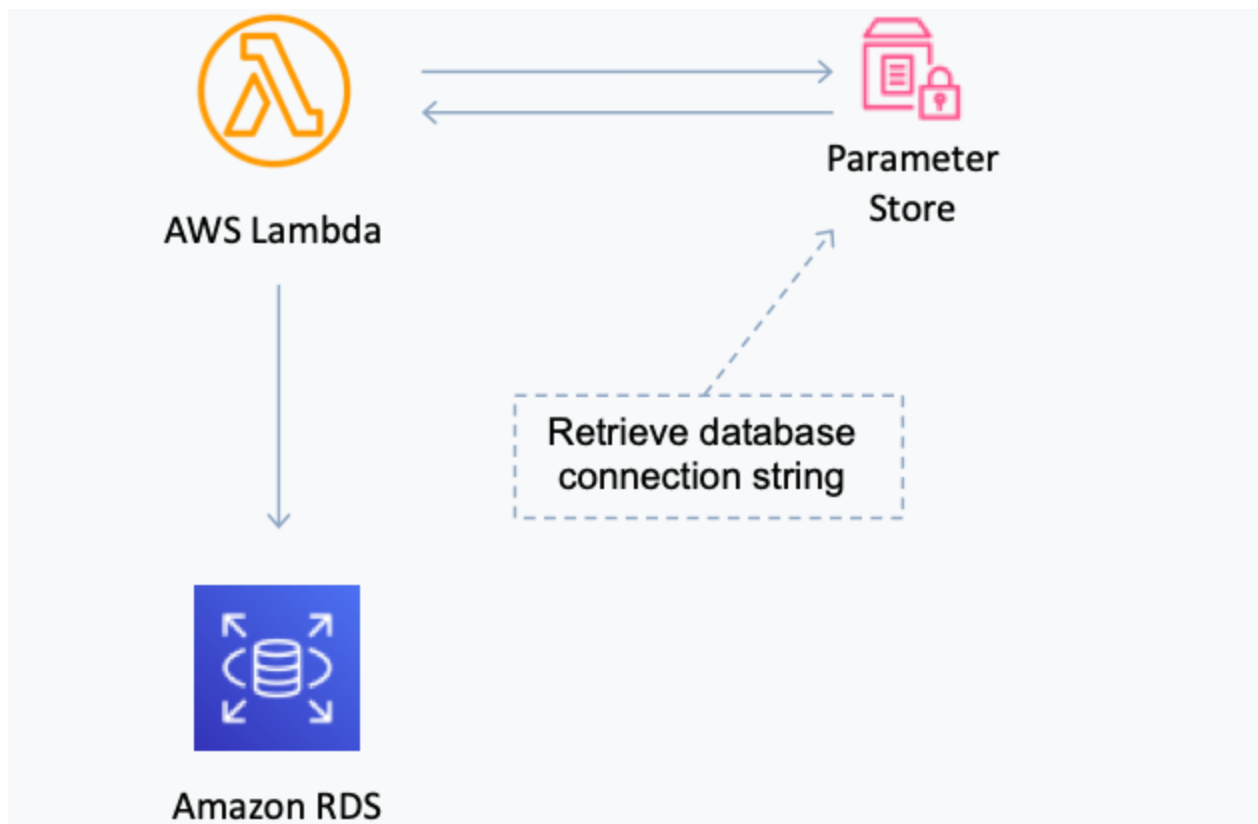 AWS Lambda
Parameter
Store
Retrieve database
connection string
Amazon RDS